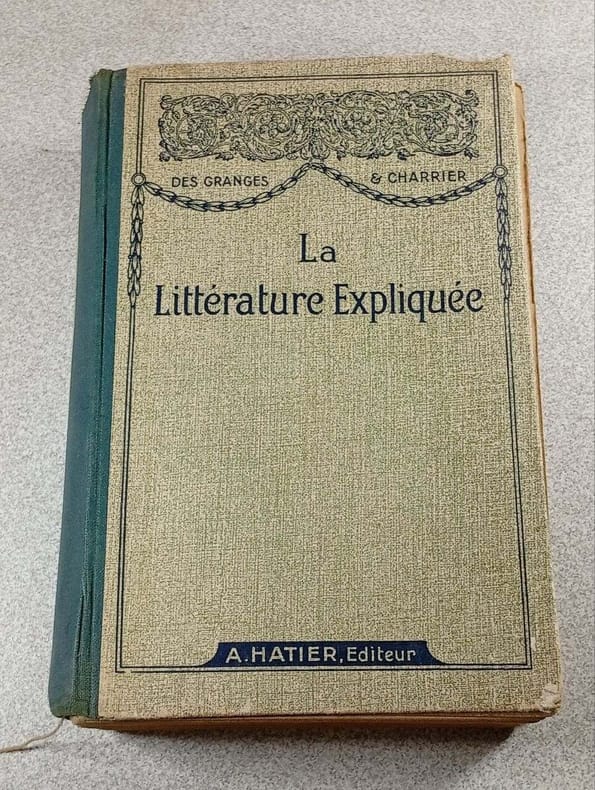 DES GRANGES & CHARRIER
La
Littérature Expliquée
A. HATIER, Editeur